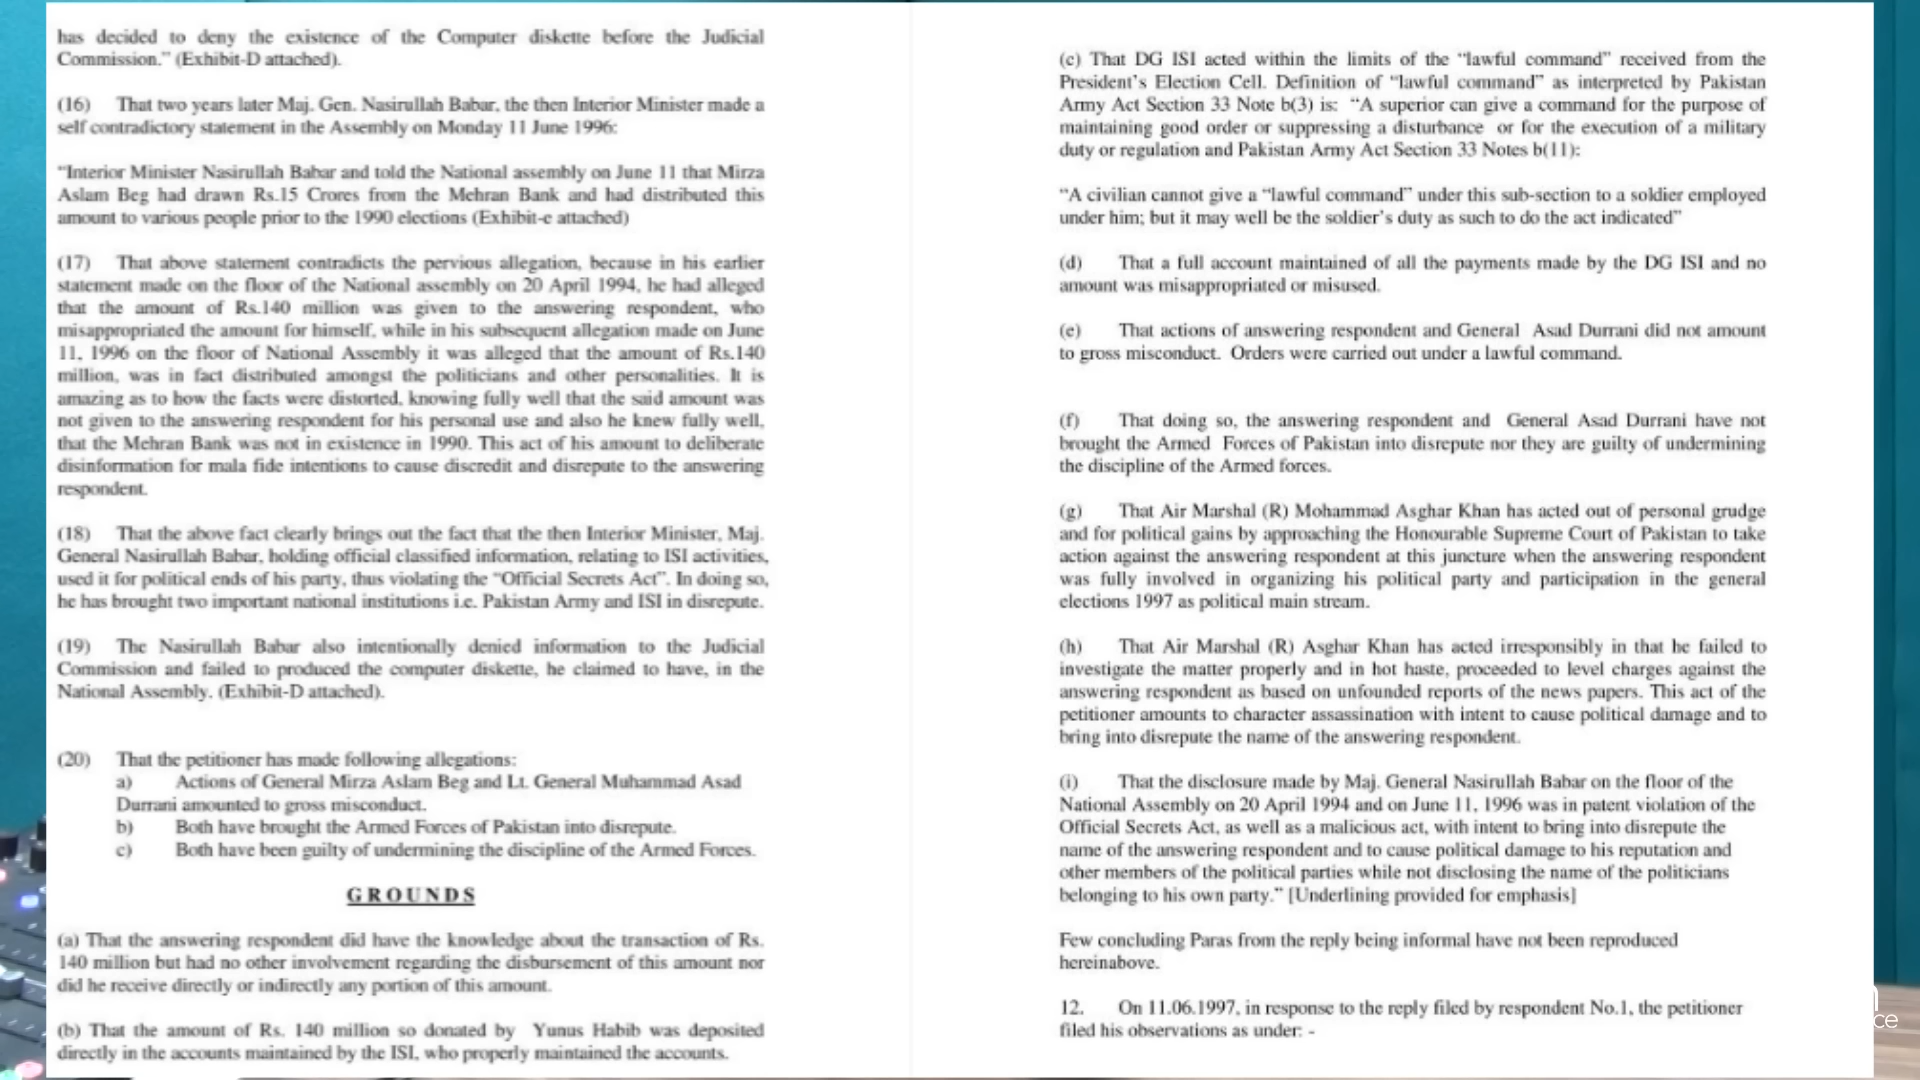 has decided to deny the existence of the Computer diskette before the Judicial
Commission." (Exhibit-D attached).
(16) That two years later Maj. Gen. Nasirullah Babar, the then Interior Minister made a
self contradictory statement in the Assembly on Monday 11 June 1996:
"Interior Minister Nasirullah Babar and told the National assembly on June 11 that Mirza
Aslam Beg had drawn Rs.15 Crores from the Mehran Bank and had distributed this
amount to various people prior to the 1990 elections (Exhibit-e attached)
(17) That above statement contradicts the pervious allegation, because in his earlier
statement made on the floor of the National assembly on 20 April 1994, he had alleged
that the amount of Rs.140 million was given to the answering respondent, who
misappropriated the amount for himself, while in his subsequent allegation made on June
11, 1996 on the floor of National Assembly it was alleged that the amount of Rs.140
million, was in fact distributed amongst the politicians and other personalities. It is
amazing as to how the facts were distorted, knowing fully well that the said amount was
not given to the answering respondent for his personal use and also he knew fully well,
that the Mehran Bank was not in existence in 1990. This act of his amount to deliberate
disinformation for mala fide intentions to cause discredit and disrepute to the answering
respondent.
(18) That the above fact clearly brings out the fact that the then Interior Minister, Maj.
General Nasirullah Babar, holding official classified information, relating to ISI activities,
used it for political ends of his party, thus violating the "Official Secrets Act". In doing so,
he has brought two important national institutions i.e. Pakistan Army and ISI in disrepute.
(19) The Nasirullah Babar also intentionally denied information to the Judicial
Commission and failed to produced the computer diskette, he claimed to have, in the
National Assembly. (Exhibit-D attached).
(20) That the petitioner has made following allegations:
a) Actions of General Mirza Aslam Beg and Lt. General Muhammad Asad
Durrani amounted to gross misconduct.
b) Both have brought the Armed Forces of Pakistan into disrepute.
c) Both have been guilty of undermining the discipline of the Armed Forces.
GROUNDS
(a) That the answering respondent did have the knowledge about the transaction of Rs.
140 million but had no other involvement regarding the disbursement of this amount nor
did he receive directly or indirectly any portion of this amount.
(b) That the amount of Rs. 140 million so donated by Yunus Habib was deposited
directly in the accounts maintained by the ISI, who properly maintained the accounts.
(c) That DG ISI acted within the limits of the "lawful command" received from the
President's Election Cell. Definition of "lawful command" as interpreted by Pakistan
Army Act Section 33 Note b(3) is: "A superior can give a command for the purpose of
maintaining good order or suppressing a disturbance or for the execution of a military
duty or regulation and Pakistan Army Act Section 33 Notes b(11):
"A civilian cannot give a "lawful command" under this sub-section to a soldier employed
under him; but it may well be the soldier's duty as such to do the act indicated"
(d) That a full account maintained of all the payments made by the DG ISI and no
amount was misappropriated or misused.
(e) That actions of answering respondent and General Asad Durrani did not amount
to gross misconduct. Orders were carried out under a lawful command.
(f) That doing so, the answering respondent and General Asad Durrani have not
brought the Armed Forces of Pakistan into disrepute nor they are guilty of undermining
the discipline of the Armed forces.
(g) That Air Marshal (R) Mohammad Asghar Khan has acted out of personal grudge
and for political gains by approaching the Honourable Supreme Court of Pakistan to take
action against the answering respondent at this juncture when the answering respondent
was fully involved in organizing his political party and participation in the general
elections 1997 as political main stream.
(h) That Air Marshal (R) Asghar Khan has acted irresponsibly in that he failed to
investigate the matter properly and in hot haste, proceeded to level charges against the
answering respondent as based on unfounded reports of the news papers. This act of the
petitioner amounts to character assassination with intent to cause political damage and to
bring into disrepute the name of the answering respondent.
(i) That the disclosure made by Maj. General Nasirullah Babar on the floor of the
National Assembly on 20 April 1994 and on June 11, 1996 was in patent violation of the
Official Secrets Act, as well as a malicious act, with intent to bring into disrepute the
name of the answering respondent and to cause political damage to his reputation and
other members of the political parties while not disclosing the name of the politicians
belonging to his own party." [Underlining provided for emphasis]
Few concluding Paras from the reply being informal have not been reproduced
hereinabove.
12. On 11.06.1997, in response to the reply filed by respondent No.1, the petitioner
filed his observations as under: -